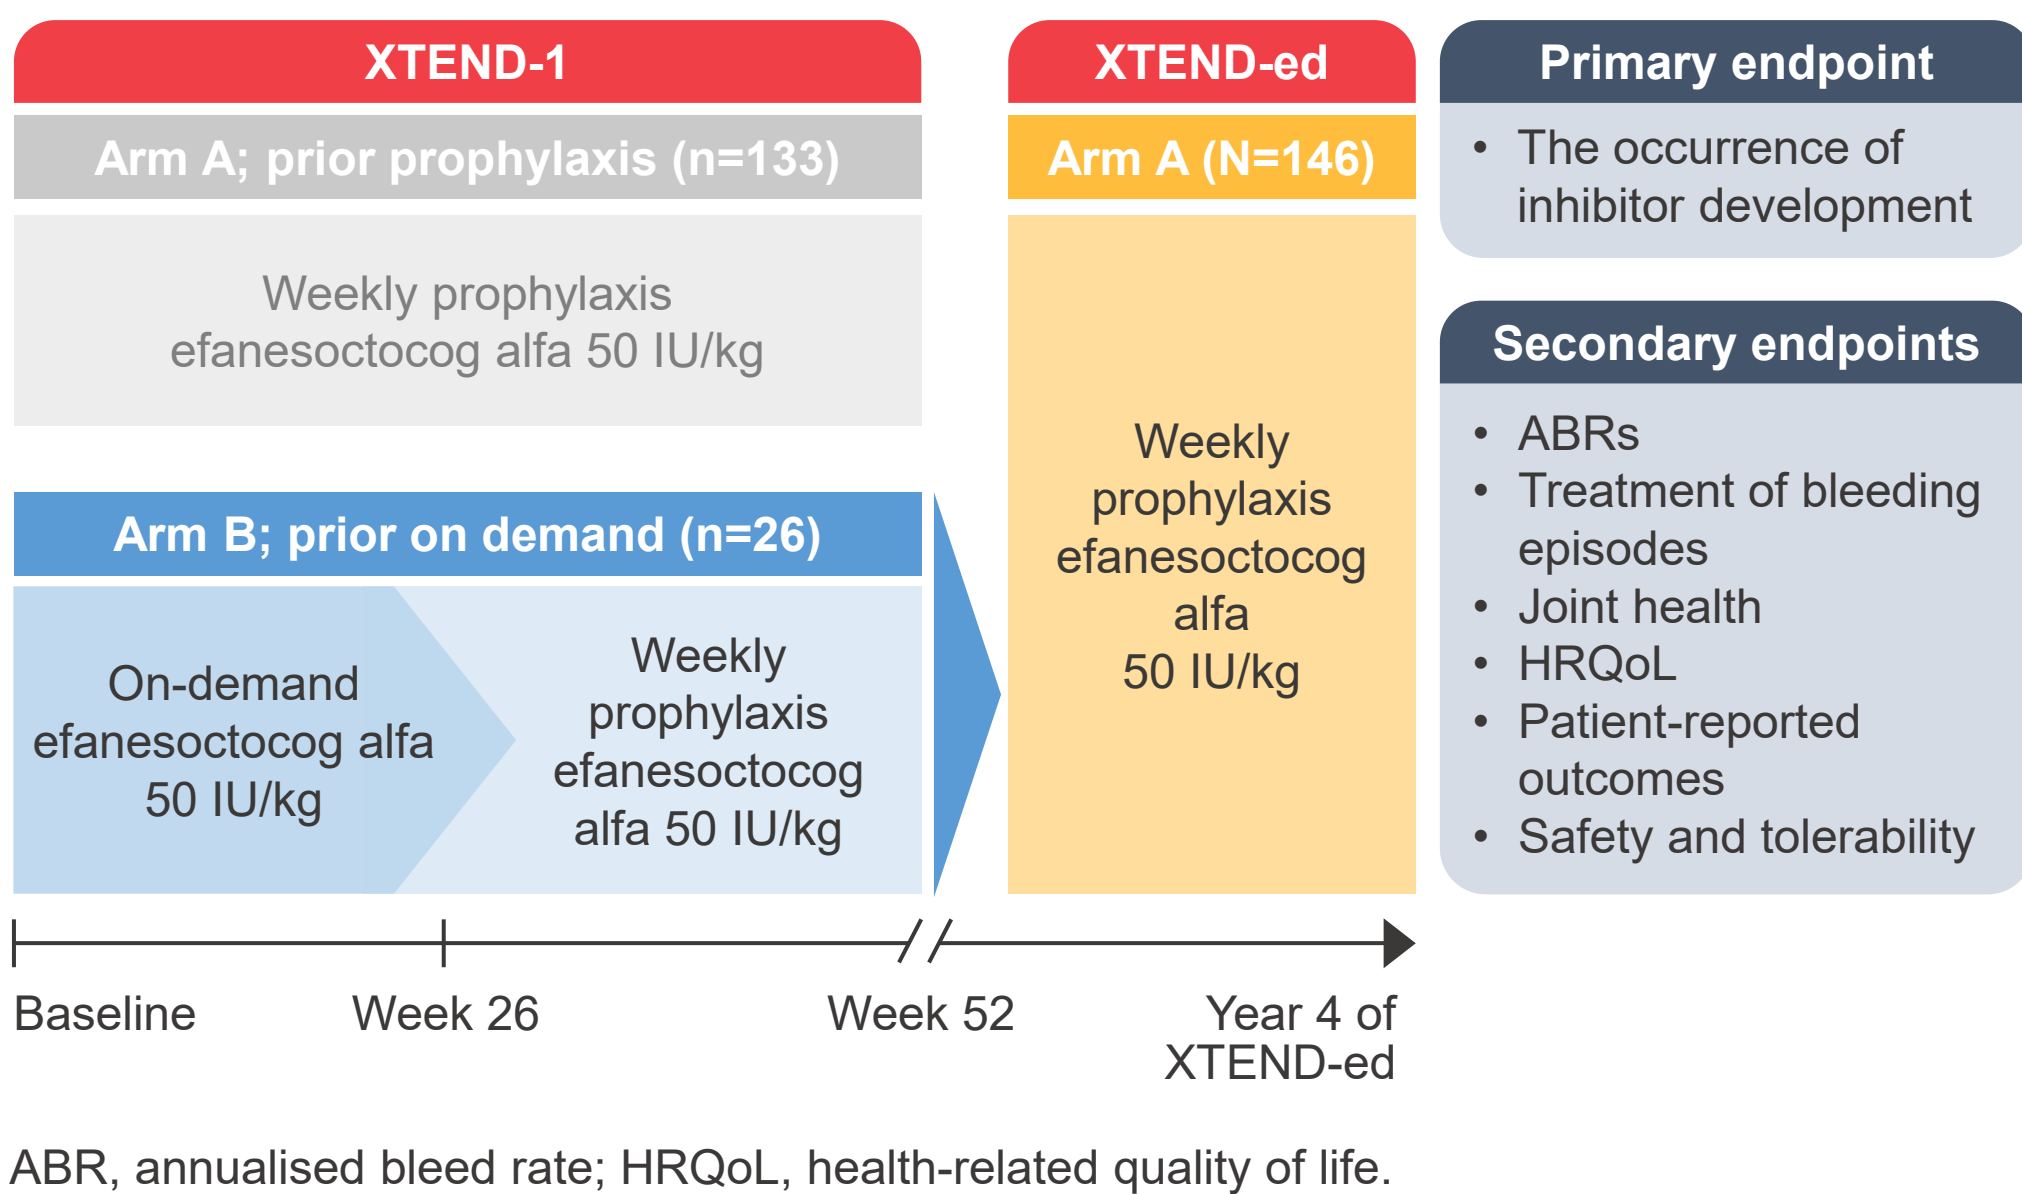 XTEND-1
Arm A; prior prophylaxis (n=133)
Weekly prophylaxis
efanesoctocog alfa 50 IU/kg
Arm B; prior on demand (n=26)
On-demand
efanesoctocog alfa
50 IU/kg
Weekly
prophylaxis
efanesoctocog
alfa 50 IU/kg
XTEND-ed
Arm A (N=146)
Weekly
prophylaxis
efanesoctocog
alfa
50 IU/kg
Primary endpoint
• The occurrence of
inhibitor development
Secondary endpoints
• ABRs
• Treatment of bleeding
episodes
• Joint health
• HRQoL
• Patient-reported
outcomes
• Safety and tolerability
Baseline
Week 26
Week 52
Year 4 of
XTEND-ed
ABR, annualised bleed rate; HRQoL, health-related quality of life.